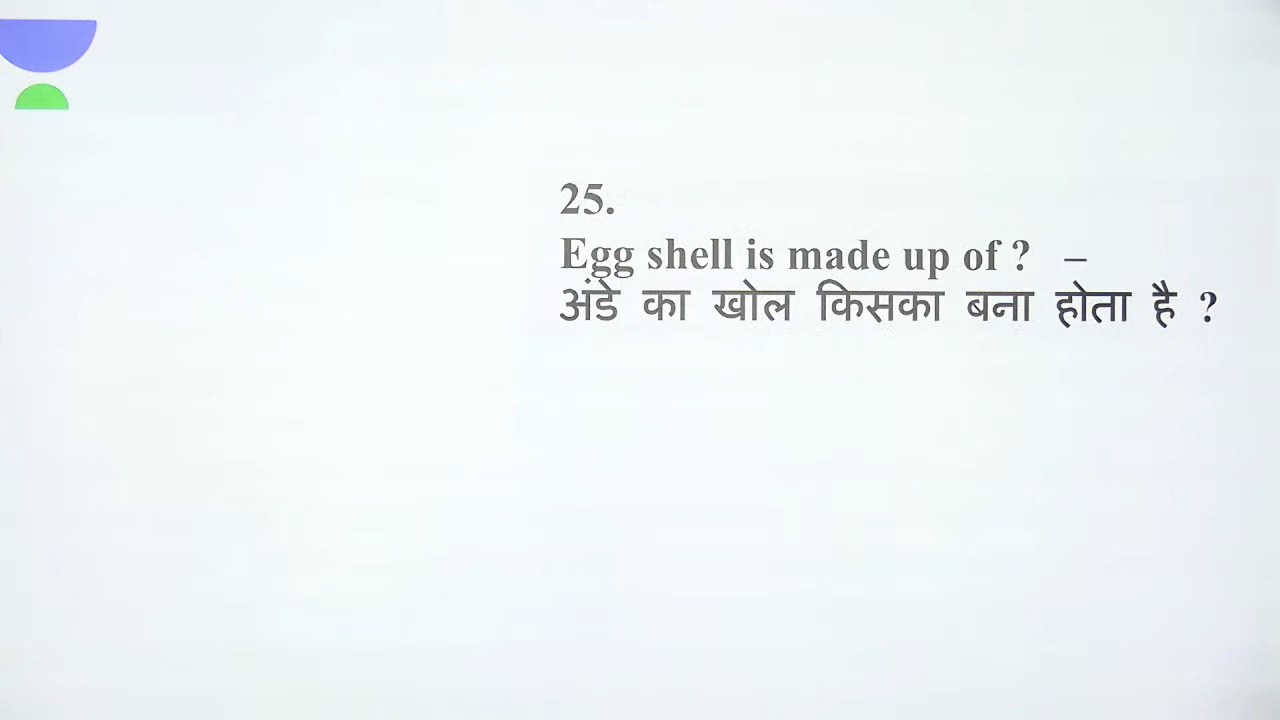 25.
Egg shell is made up of ? –
अंडे का खोल किसका बना होता है ?